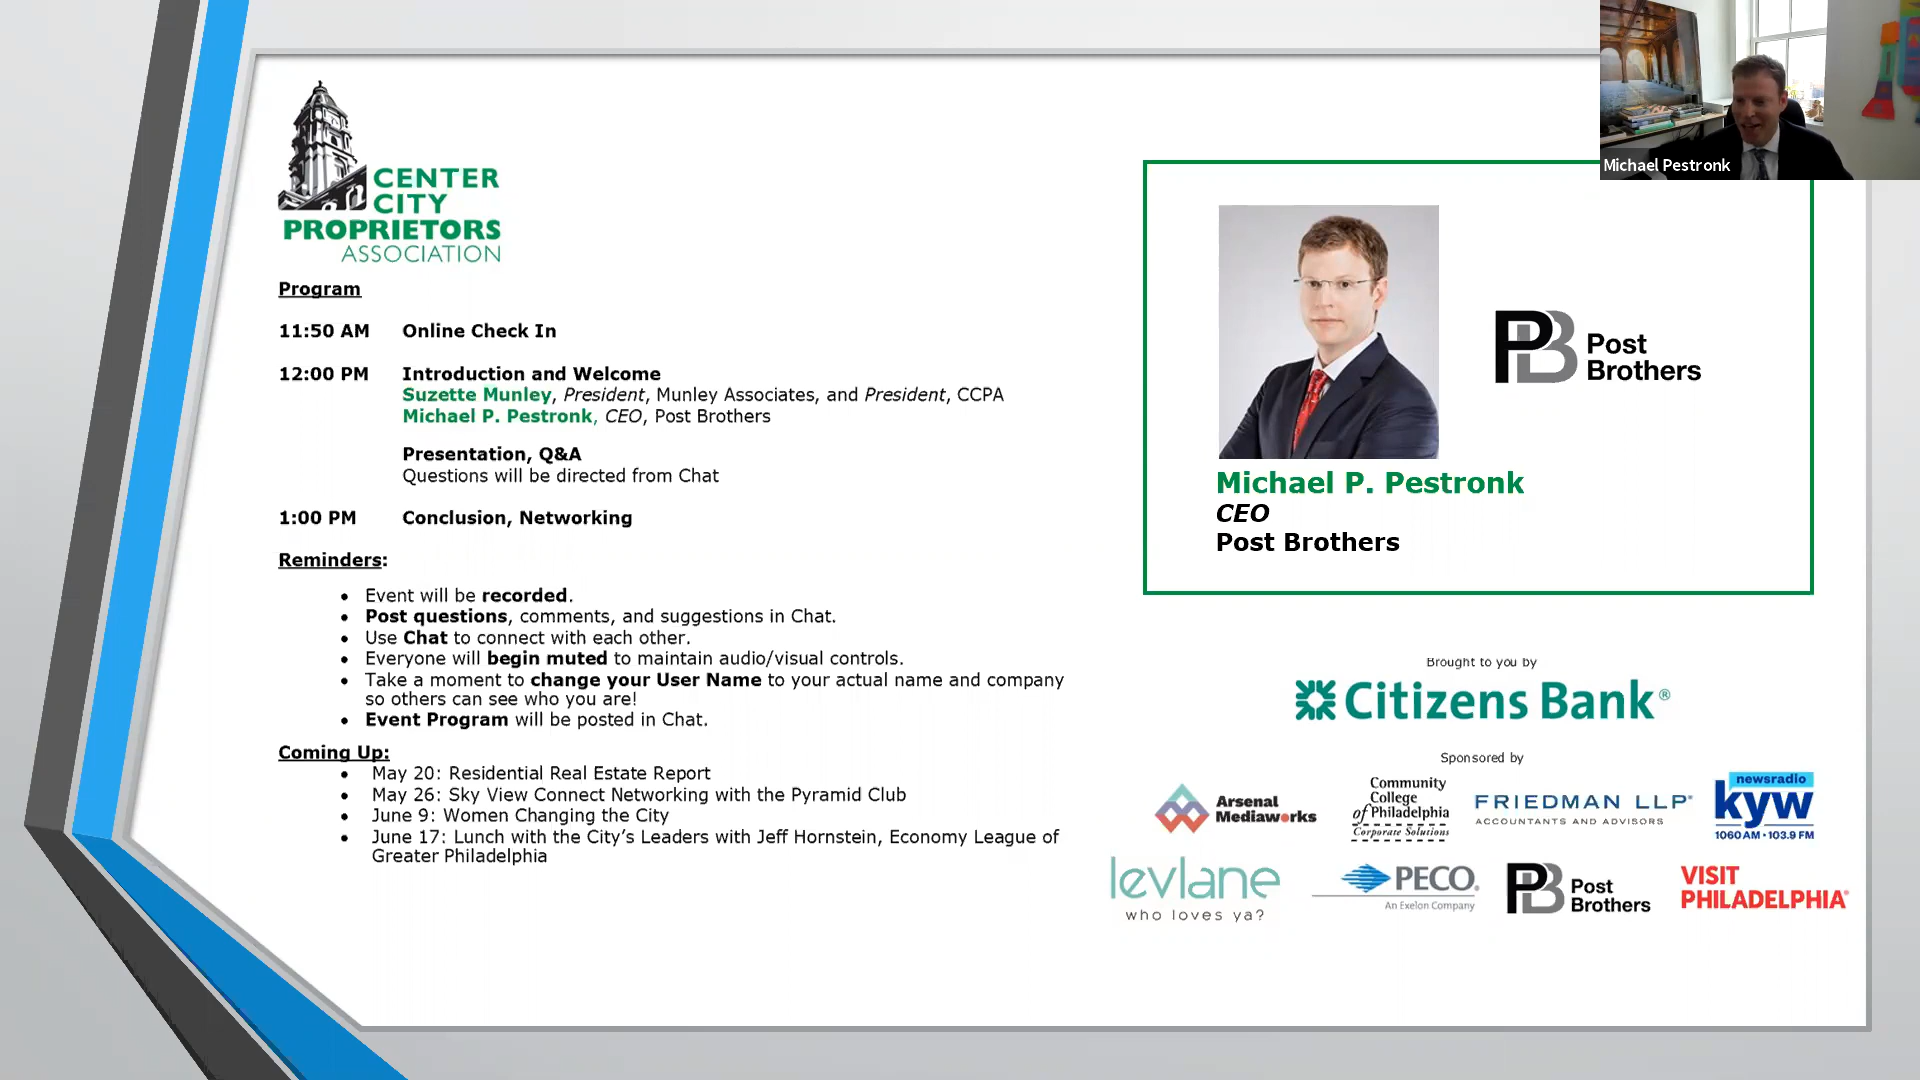 CENTER
CITY
PROPRIETORS
ASSOCIATION
Program
11:50 AM Online Check In
12:00 PM Introduction and Welcome
Suzette Munley, President, Munley Associates, and President, CCPA
Michael P. Pestronk, CEO, Post Brothers
Presentation, Q&A
Questions will be directed from Chat
1:00 PM Conclusion, Networking
Reminders:
• Event will be recorded.
• Post questions, comments, and suggestions in Chat.
• Use Chat to connect with each other.
• Everyone will begin muted to maintain audio/visual controls.
• Take a moment to change your User Name to your actual name and company
so others can see who you are!
• Event Program will be posted in Chat.
Coming Up:
• May 20: Residential Real Estate Report
• May 26: Sky View Connect Networking with the Pyramid Club
• June 9: Women Changing the City
• June 17: Lunch with the City’s Leaders with Jeff Hornstein, Economy League of
Greater Philadelphia
Michael Pestronk
PB Post
Brothers
Michael P. Pestronk
CEO
Post Brothers
Brought to you by
Citizens Bank®
Sponsored by
Arsenal
Mediaworks
Community
College
of Philadelphia
Corporate Solutions
FRIEDMAN LLP®
ACCOUNTANTS AND ADVISORS
newsradio
kyw
1060 AM • 103.9 FM
levlane
who loves ya?
PECO®
An Exelon Company
PB Post
Brothers
VISIT
PHILADELPHIA®